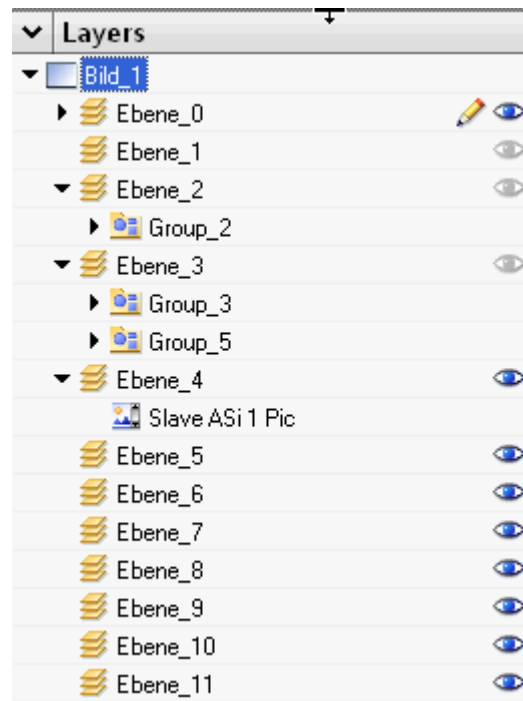 Layers
Bild_1
Ebene_0
Ebene_1
Ebene_2
Group_2
Ebene_3
Group_3
Group_5
Ebene_4
Slave ASi 1 Pic
Ebene_5
Ebene_6
Ebene_7
Ebene_8
Ebene_9
Ebene_10
Ebene_11